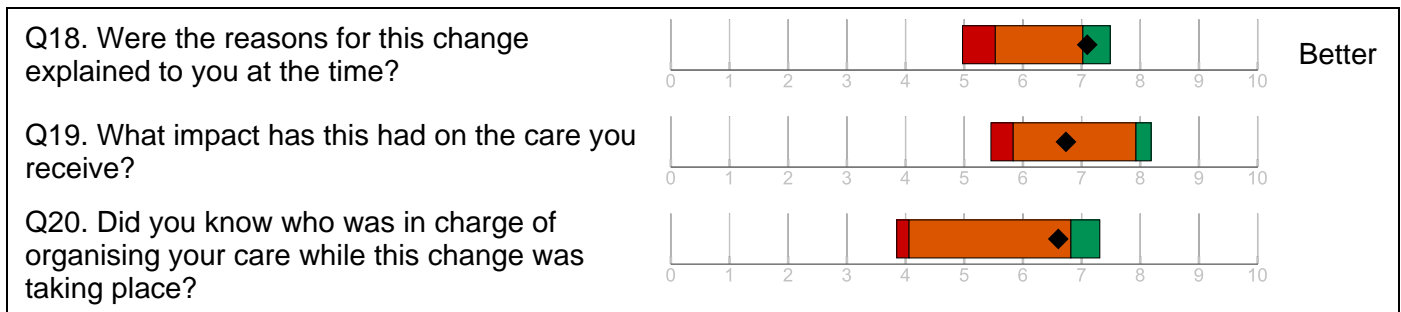 Q18. Were the reasons for this change
explained to you at the time?
Better
0 1 2 3 4 5 6 7 8 9 10
Q19. What impact has this had on the care you
receive?
0 1 2 3 4 5 6 7 8 9 10
Q20. Did you know who was in charge of
organising your care while this change was
taking place?
0 1 2 3 4 5 6 7 8 9 10